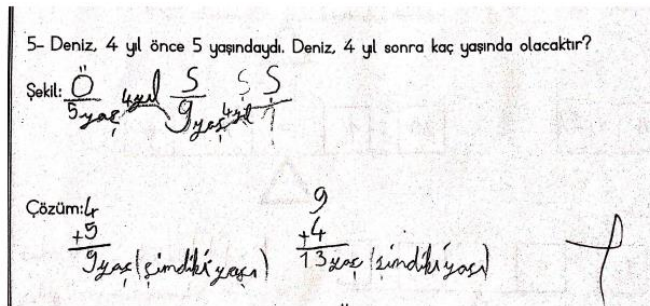 5- Deniz, 4 yıl önce 5 yaşındaydı. Deniz, 4 yıl sonra kaç yaşında olacaktır?
Şekil: Ö 4yıl S Ş S
5yaş 9yaş 4yıl ?
Çözüm: 4 9
+5 +4
9yaş (şimdiki yaşı) 13yaş (şimdiki yaşı)